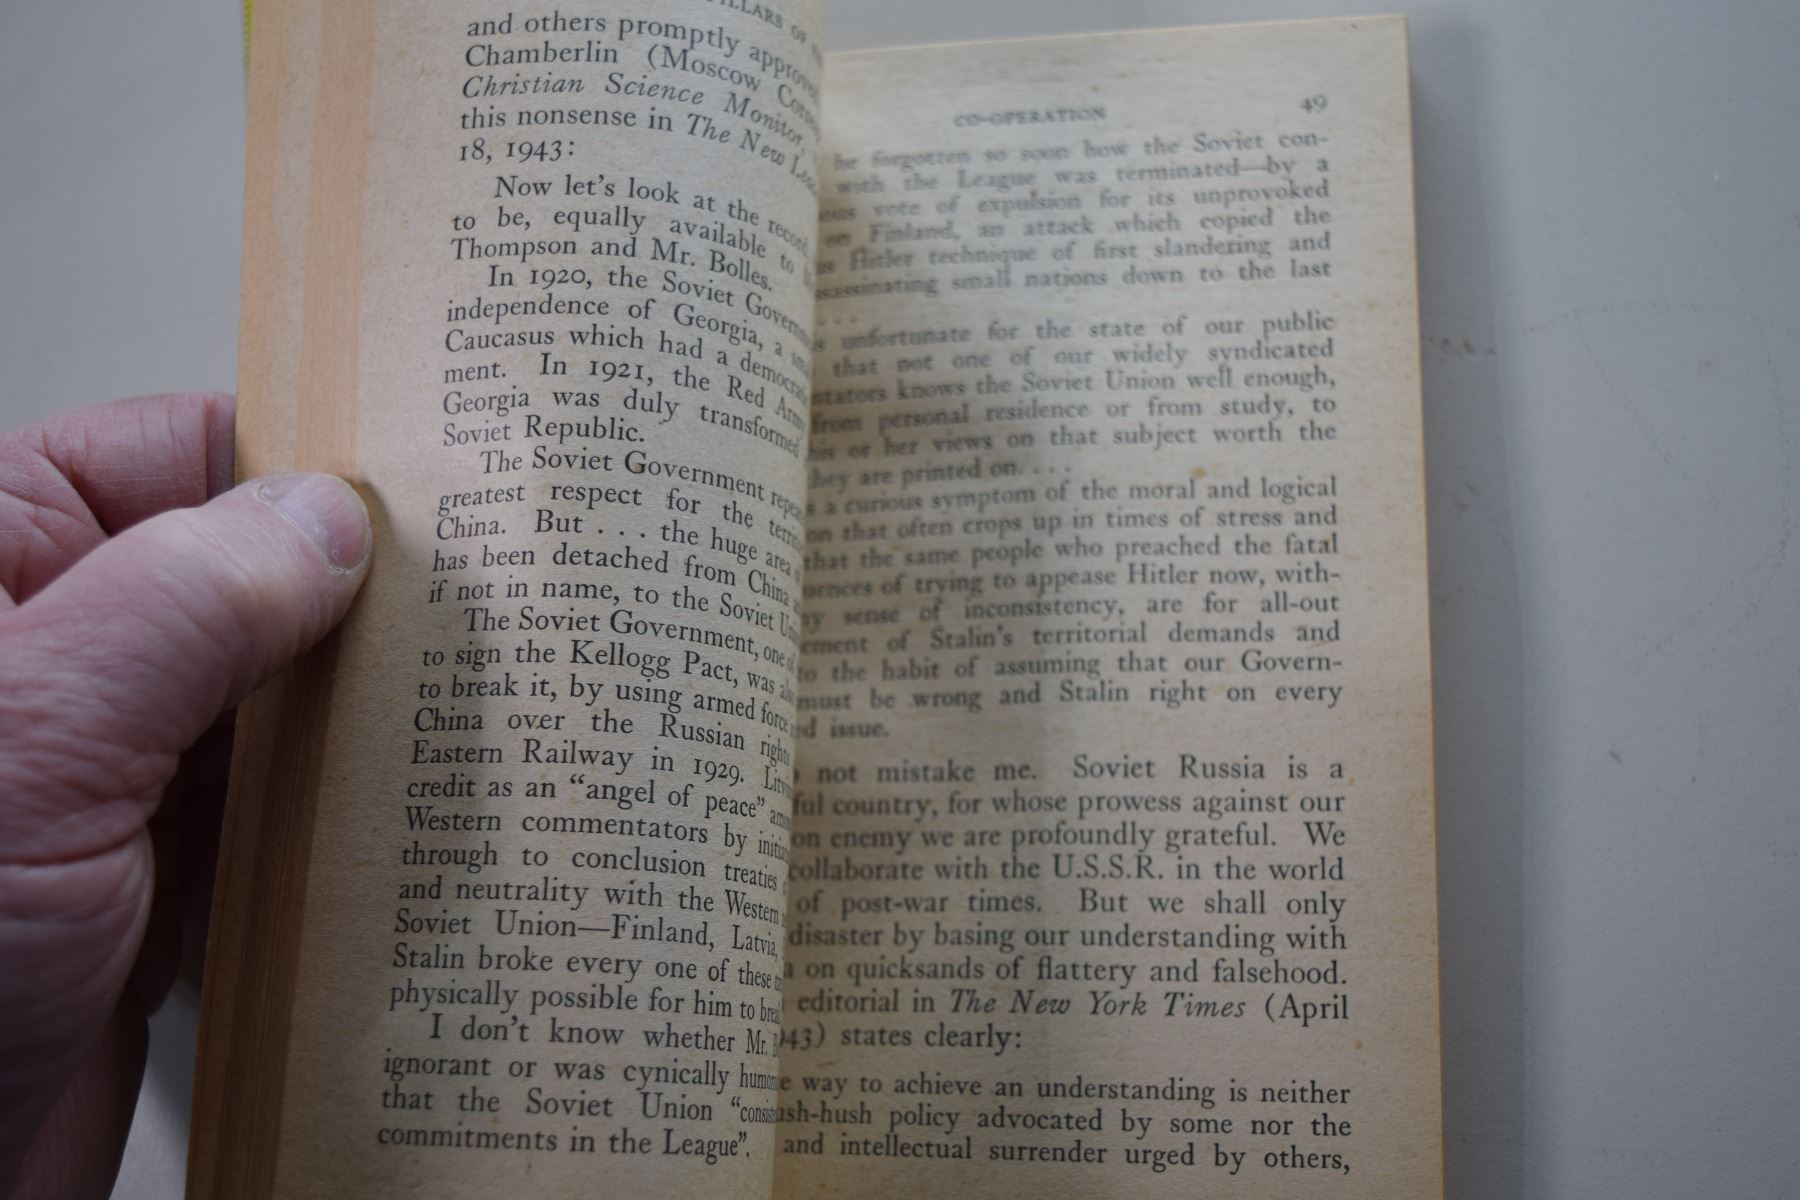 PILLARS OF
and others promptly
Chamberlin (Moscow
Christian Science Monitor,
this nonsense in The New
18, 1943:
Now let's look at the record,
to be, equally available to
Thompson and Mr. Bolles.
In 1920, the Soviet
independence of Georgia, a
Caucasus which had a
ment. In 1921, the Red
Georgia was duly transformed
Soviet Republic.
The Soviet Government
greatest respect for the
China. But . . . the huge area
has been detached from China
if not in name, to the Soviet
The Soviet Government, one of
to sign the Kellogg Pact, was
to break it, by using armed force
China over the Russian
Eastern Railway in 1929.
credit as an “angel of peace”
Western commentators by
through to conclusion treaties
and neutrality with the Western
Soviet Union—Finland, Latvia,
Stalin broke every one of these
physically possible for him to
I don't know whether Mr.
ignorant or was cynically
that the Soviet Union
commitments in the League”.
CO-OPERATION 49
be forgotten so soon how the Soviet con-
with the League was terminated—by a
vote of expulsion for its unprovoked
on Finland, an attack which copied the
Hitler technique of first slandering and
small nations down to the last
. . .
unfortunate for the state of our public
that not one of our widely syndicated
knows the Soviet Union well enough,
from personal residence or from study, to
his or her views on that subject worth the
they are printed on. . . .
a curious symptom of the moral and logical
that often crops up in times of stress and
that the same people who preached the fatal
of trying to appease Hitler now, with-
sense of inconsistency, are for all-out
of Stalin's territorial demands and
to the habit of assuming that our Govern-
must be wrong and Stalin right on every
issue.
not mistake me. Soviet Russia is a
country, for whose prowess against our
enemy we are profoundly grateful. We
collaborate with the U.S.S.R. in the world
of post-war times. But we shall only
disaster by basing our understanding with
on quicksands of flattery and falsehood.
editorial in The New York Times (April
43) states clearly:
way to achieve an understanding is neither
policy advocated by some nor the
and intellectual surrender urged by others,